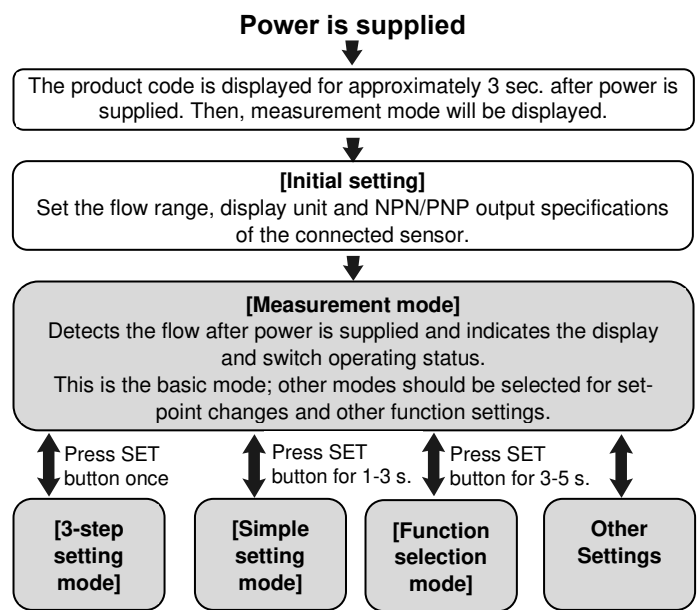 Power is supplied
The product code is displayed for approximately 3 sec. after power is
supplied. Then, measurement mode will be displayed.
[Initial setting]
Set the flow range, display unit and NPN/PNP output specifications
of the connected sensor.
[Measurement mode]
Detects the flow after power is supplied and indicates the display
and switch operating status.
This is the basic mode; other modes should be selected for set-
point changes and other function settings.
Press SET
button once
Press SET
button for 1-3 s.
Press SET
button for 3-5 s.
[3-step
setting
mode]
[Simple
setting
mode]
[Function
selection
mode]
Other
Settings